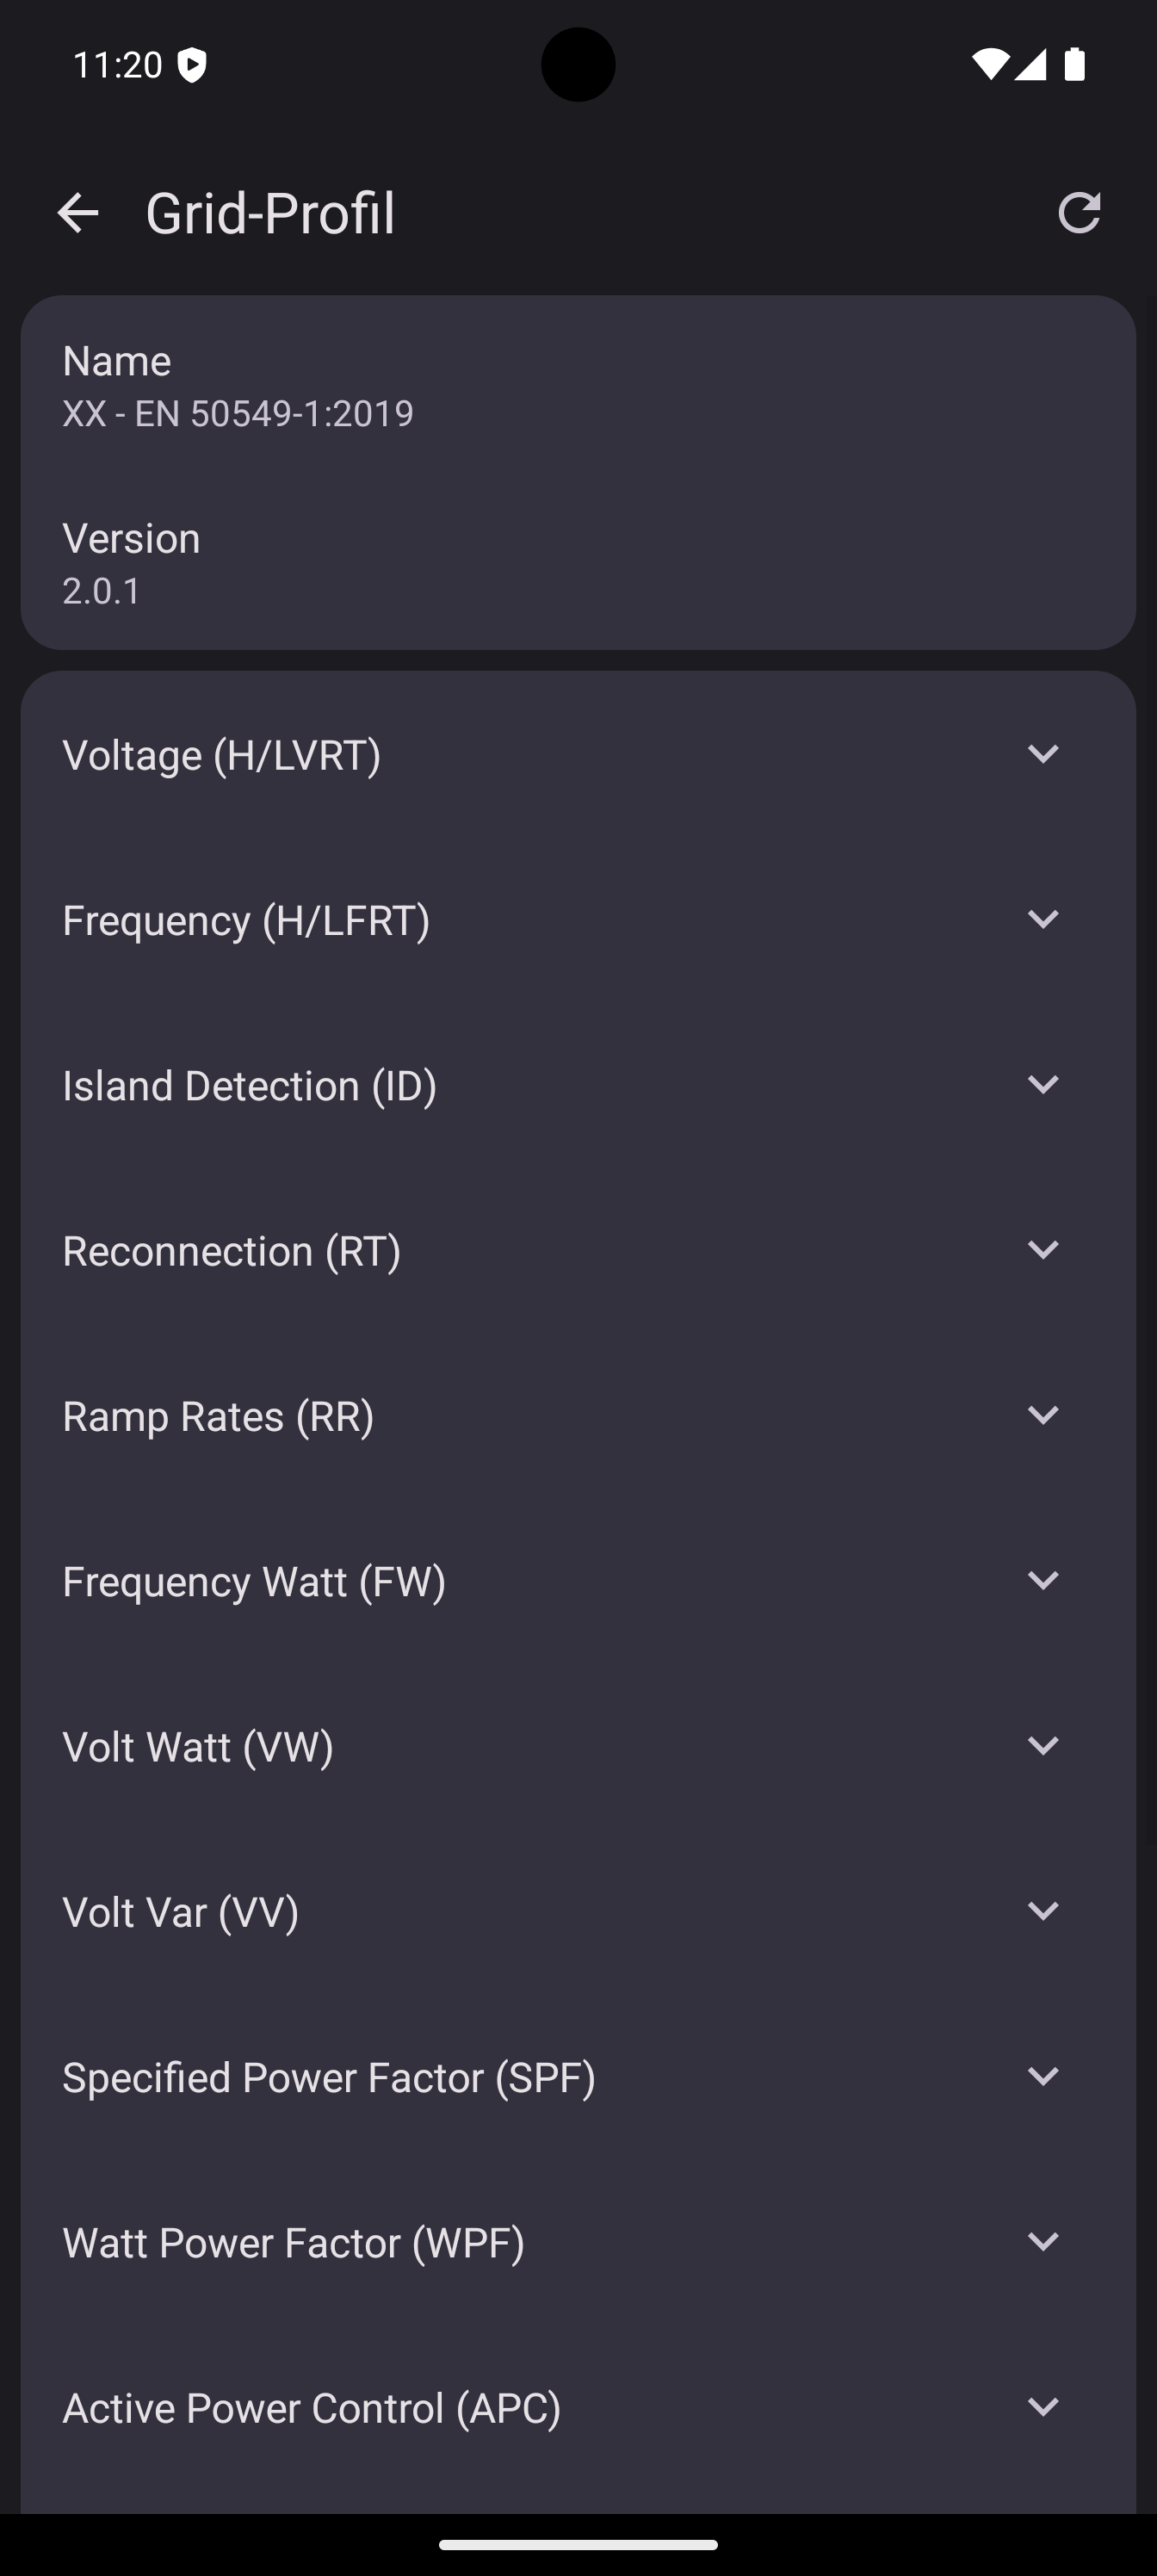 11:20
Grid-Profil
Name
XX - EN 50549-1:2019
Version
2.0.1
Voltage (H/LVRT)
Frequency (H/LFRT)
Island Detection (ID)
Reconnection (RT)
Ramp Rates (RR)
Frequency Watt (FW)
Volt Watt (VW)
Volt Var (VV)
Specified Power Factor (SPF)
Watt Power Factor (WPF)
Active Power Control (APC)